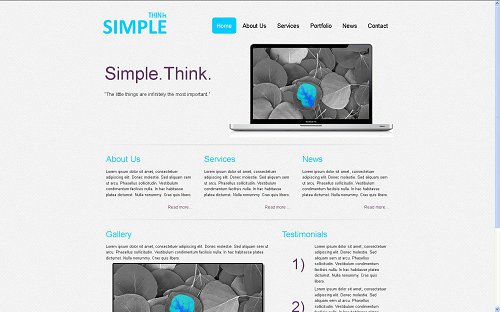 THINK
SIMPLE
Home About Us Services Portfolio News Contact
Simple.Think.
"The little things are infinitely the most important."
About Us
Lorem ipsum dolor sit amet, consectetuer
adipiscing elit. Donec molestie. Sed aliquam sem
ut arcu. Phasellus sollicitudin. Vestibulum
condimentum facilisis nulla. In hac habitasse
platea dictumst. Nulla nonummy. Cras quis libero.
Read more...
Services
Lorem ipsum dolor sit amet, consectetuer
adipiscing elit. Donec molestie. Sed aliquam sem
ut arcu. Phasellus sollicitudin. Vestibulum
condimentum facilisis nulla. In hac habitasse
platea dictumst. Nulla nonummy. Cras quis libero.
Read more...
News
Lorem ipsum dolor sit amet, consectetuer
adipiscing elit. Donec molestie. Sed aliquam sem
ut arcu. Phasellus sollicitudin. Vestibulum
condimentum facilisis nulla. In hac habitasse
platea dictumst. Nulla nonummy. Cras quis libero.
Read more...
Gallery
Lorem ipsum dolor sit amet, consectetuer adipiscing elit. Donec molestie. Sed aliquam sem ut
arcu. Phasellus sollicitudin. Vestibulum condimentum facilisis nulla. In hac habitasse platea
dictumst. Nulla nonummy. Cras quis libero.
Testimonials
1)
Lorem ipsum dolor sit amet, consectetuer
adipiscing elit. Donec molestie. Sed aliquam sem
ut arcu. Phasellus sollicitudin. Vestibulum
condimentum facilisis nulla. In hac habitasse
platea dictumst. Nulla nonummy. Cras quis
libero.
2)
Lorem ipsum dolor sit amet, consectetuer
adipiscing elit. Donec molestie. Sed aliquam sem
ut arcu. Phasellus sollicitudin. Vestibulum